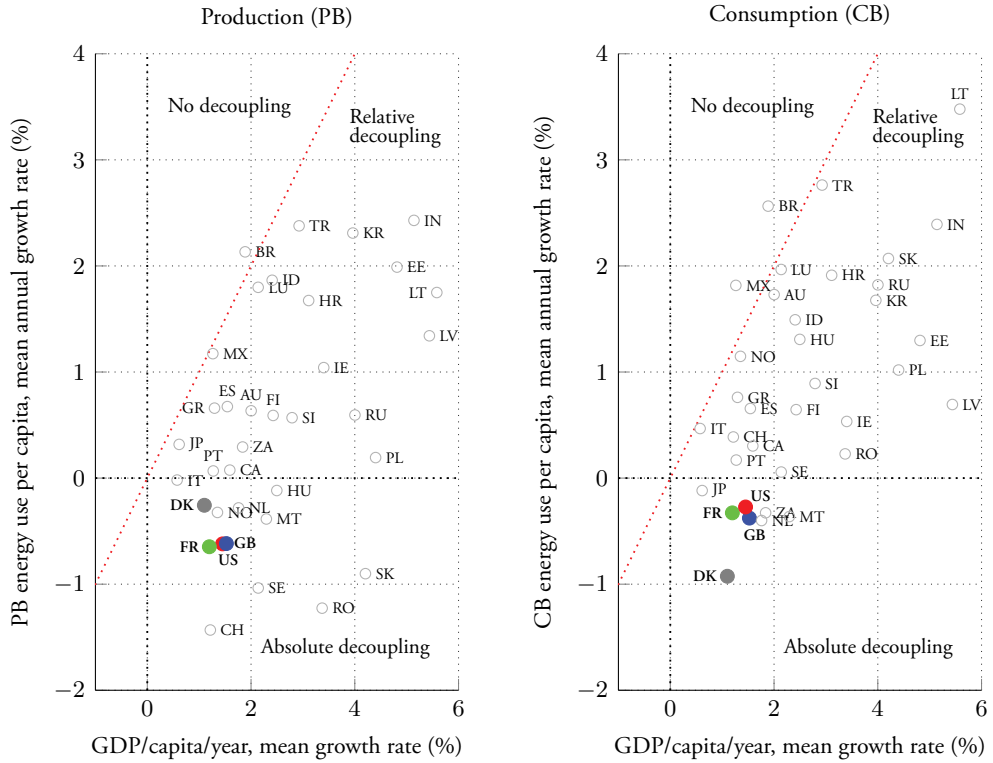 Production (PB)
PB energy use per capita, mean annual growth rate (%)
4
3
2
1
0
−1
−2
No decoupling
Relative
decoupling
TR
KR
IN
BR
EE
ID
LU
HR
LT
LV
MX
IE
ES
AU
FI
GR
SI
RU
JP
ZA
PT
CA
PL
IT
HU
DK
NO
NL
MT
FR
GB
US
SE
SK
RO
CH
Absolute decoupling
0
2
4
6
GDP/capita/year, mean growth rate (%)
Consumption (CB)
CB energy use per capita, mean annual growth rate (%)
4
3
2
1
0
−1
−2
No decoupling
Relative
decoupling
LT
TR
BR
IN
SK
LU
HR
MX
AU
RU
KR
ID
HU
EE
NO
PL
SI
GR
ES
FI
LV
IT
IE
CH
CA
RO
PT
SE
JP
US
FR
ZA
NL
MT
GB
DK
Absolute decoupling
0
2
4
6
GDP/capita/year, mean growth rate (%)